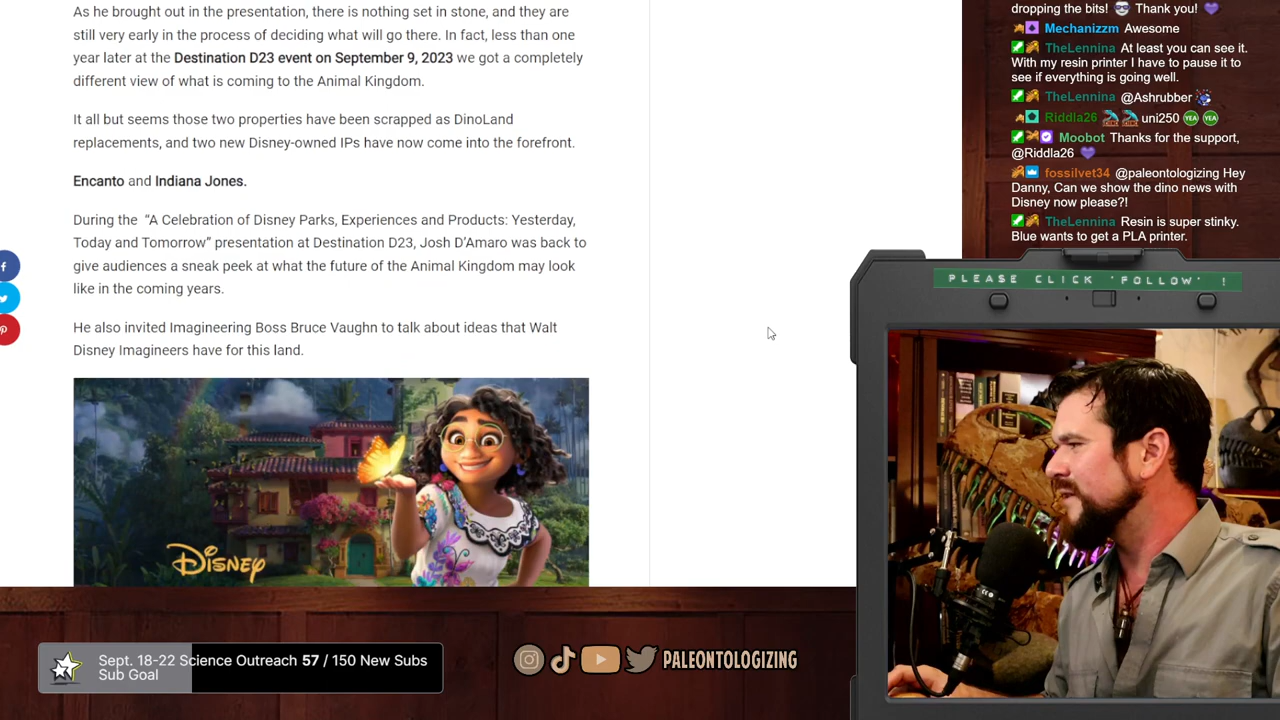 As he brought out in the presentation, there is nothing set in stone, and they are
still very early in the process of deciding what will go there. In fact, less than one
year later at the Destination D23 event on September 9, 2023 we got a completely
different view of what is coming to the Animal Kingdom.
It all but seems those two properties have been scrapped as DinoLand
replacements, and two new Disney-owned IPs have now come into the forefront.
Encanto and Indiana Jones.
During the “A Celebration of Disney Parks, Experiences and Products: Yesterday,
Today and Tomorrow” presentation at Destination D23, Josh D’Amaro was back to
give audiences a sneak peek at what the future of the Animal Kingdom may look
like in the coming years.
He also invited Imagineering Boss Bruce Vaughn to talk about ideas that Walt
Disney Imagineers have for this land.
Disney
dropping the bits! Thank you!
Mechanizzm Awesome
TheLennina At least you can see it.
With my resin printer I have to pause it to
see if everything is going well.
TheLennina @Ashrubber
Riddla26 uni250 YEA YEA
Moobot Thanks for the support,
@Riddla26
fossilvet34 @paleontologizing Hey
Danny, Can we show the dino news with
Disney now please?!
TheLennina Resin is super stinky.
Blue wants to get a PLA printer.
PLEASE CLICK 'FOLLOW' !
Sept. 18-22 Science Outreach 57 / 150 New Subs
Sub Goal
PALEONTOLOGIZING